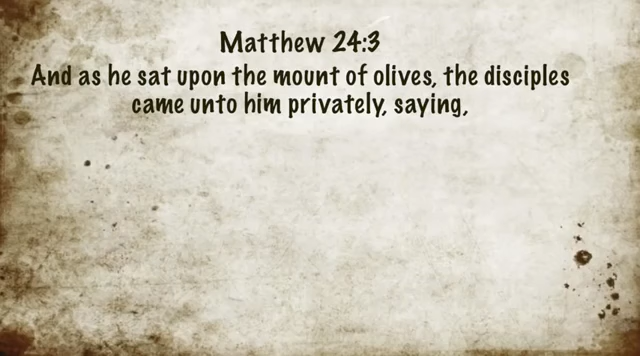 Matthew 24:3
And as he sat upon the mount of olives, the disciples
came unto him privately, saying,